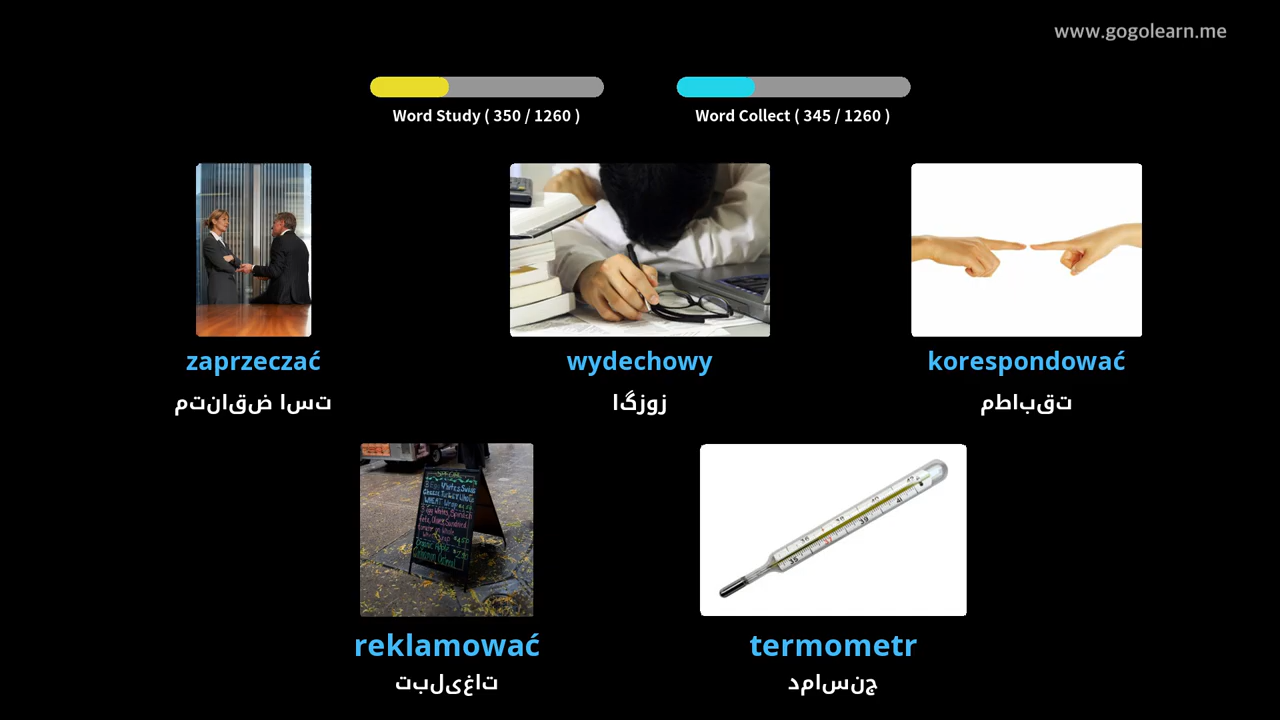 www.gogolearn.me
Word Study ( 350 / 1260 )
Word Collect ( 345 / 1260 )
zaprzeczać
متناقض است
wydechowy
اگزوز
korespondować
مطابقت
reklamować
تبلیغات
termometr
دماسنج